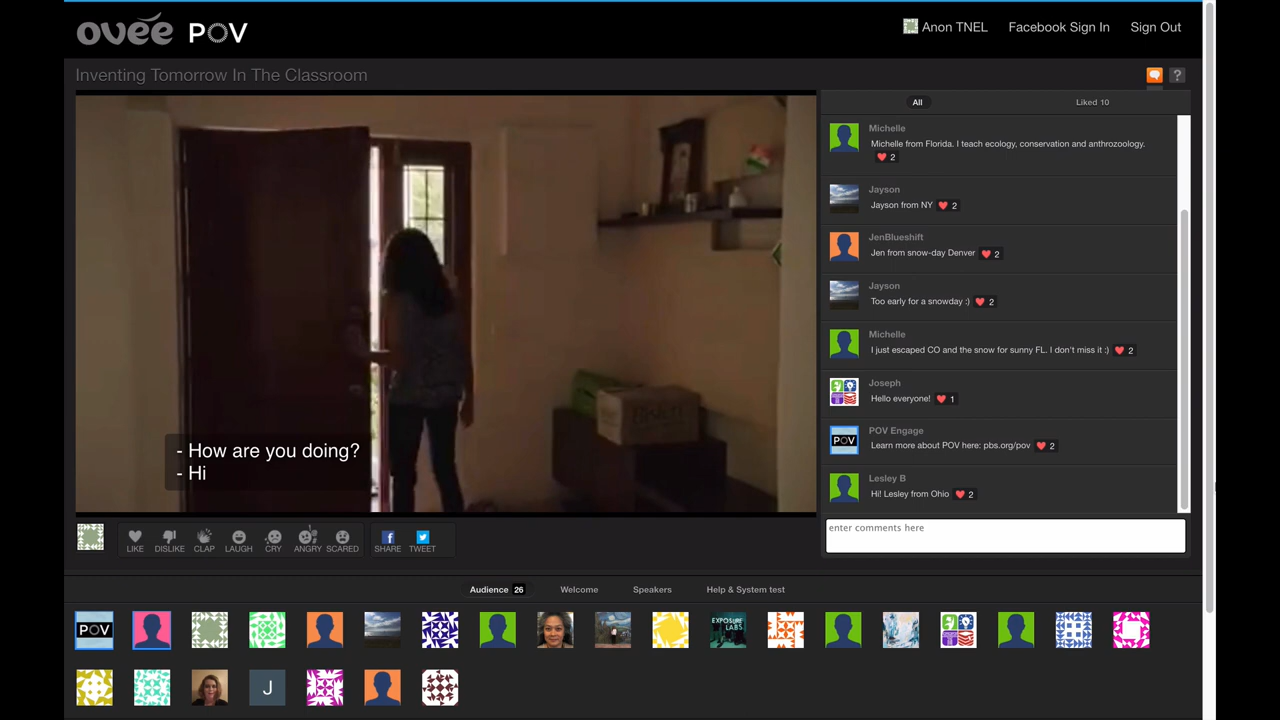 ovee POV
Anon TNEL Facebook Sign In Sign Out
Inventing Tomorrow In The Classroom
?
- How are you doing?
- Hi
LIKE DISLIKE CLAP LAUGH CRY ANGRY SCARED SHARE TWEET
All Liked 10
Michelle
Michelle from Florida. I teach ecology, conservation and anthrozoology.
2
Jayson
Jayson from NY 2
JenBlueshift
Jen from snow-day Denver 2
Jayson
Too early for a snowday :) 2
Michelle
I just escaped CO and the snow for sunny FL. I don't miss it :) 2
Joseph
Hello everyone! 1
POV Engage
POV
Learn more about POV here: pbs.org/pov 2
Lesley B
Hi! Lesley from Ohio 2
enter comments here
Audience 26 Welcome Speakers Help & System test
POV
EXPOSURE
LABS
J